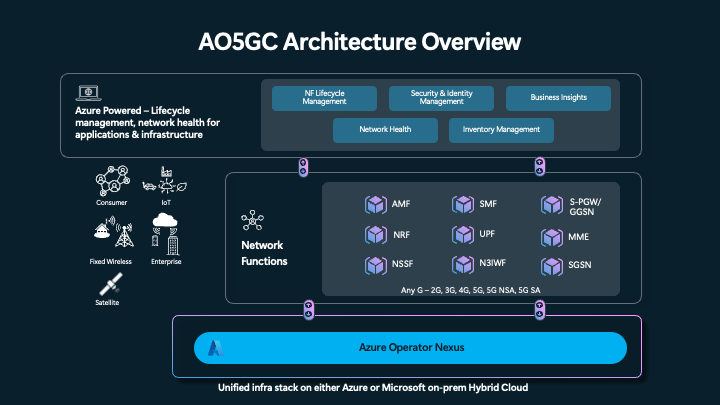 AO5GC Architecture Overview
Azure Powered – Lifecycle
management, network health for
applications & infrastructure
NF Lifecycle
Management
Security & Identity
Management
Business Insights
Network Health
Inventory Management
Consumer
IoT
Fixed Wireless
Enterprise
Satellite
Network
Functions
AMF
SMF
S-PGW/
GGSN
NRF
UPF
MME
NSSF
N3IWF
SGSN
Any G – 2G, 3G, 4G, 5G, 5G NSA, 5G SA
Azure Operator Nexus
Unified infra stack on either Azure or Microsoft on-prem Hybrid Cloud